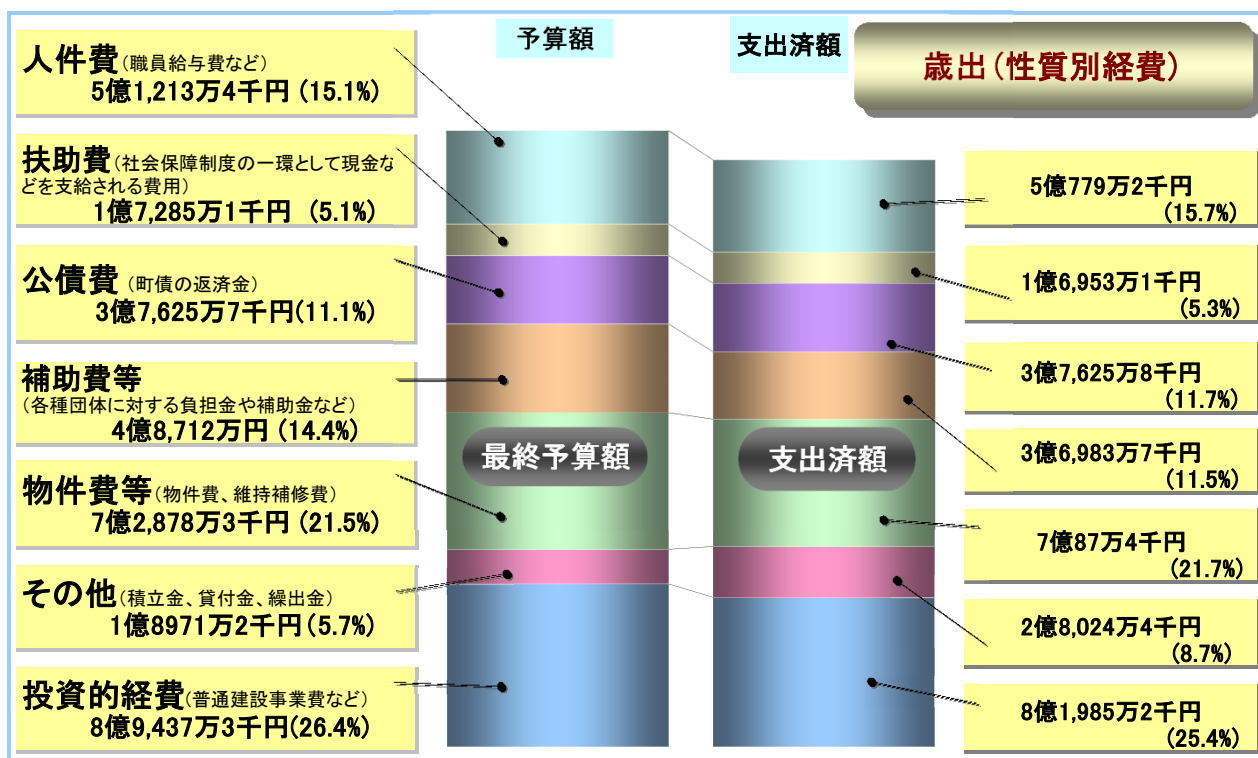 予算額
支出済額
歳出(性質別経費)
人件費(職員給与費など)
5億1,213万4千円 (15.1%)
扶助費(社会保障制度の一環として現金な
どを支給される費用)
1億7,285万1千円 (5.1%)
公債費 (町債の返済金)
3億7,625万7千円(11.1%)
補助費等
(各種団体に対する負担金や補助金など)
4億8,712万円 (14.4%)
物件費等(物件費、維持補修費)
7億2,878万3千円 (21.5%)
その他(積立金、貸付金、繰出金)
1億8971万2千円(5.7%)
投資的経費(普通建設事業費など)
8億9,437万3千円(26.4%)
最終予算額
支出済額
5億779万2千円
(15.7%)
1億6,953万1千円
(5.3%)
3億7,625万8千円
(11.7%)
3億6,983万7千円
(11.5%)
7億87万4千円
(21.7%)
2億8,024万4千円
(8.7%)
8億1,985万2千円
(25.4%)